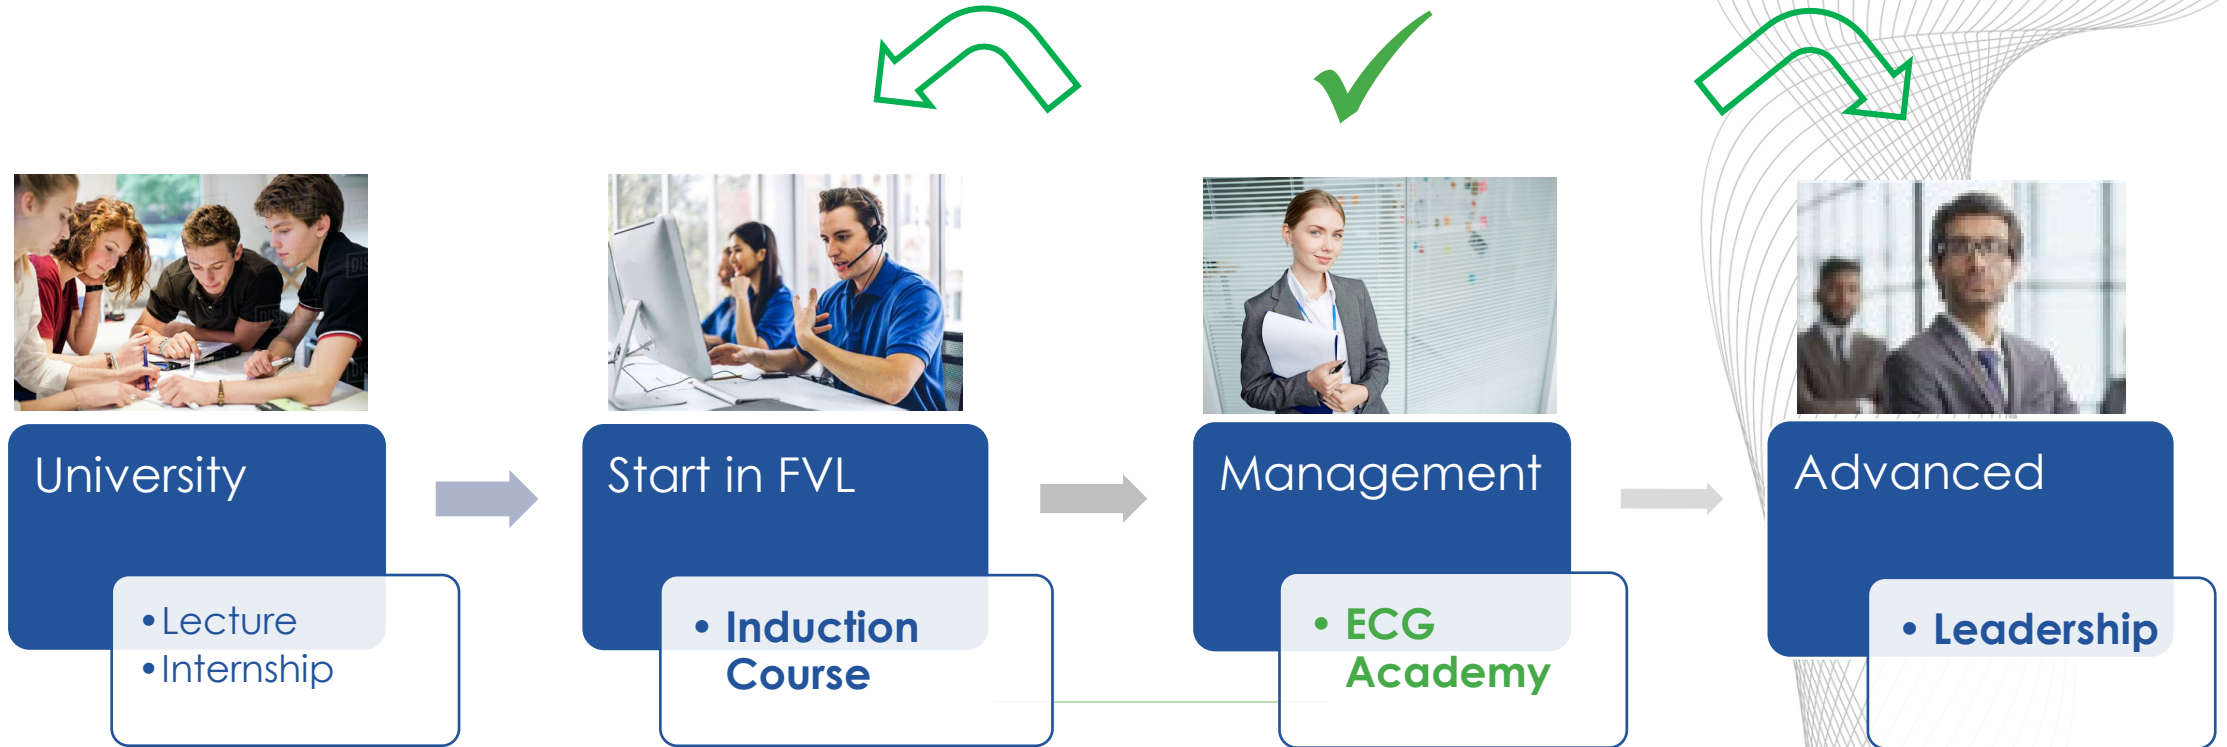 University
• Lecture
• Internship
Start in FVL
• Induction
Course
Management
• ECG
Academy
Advanced
• Leadership